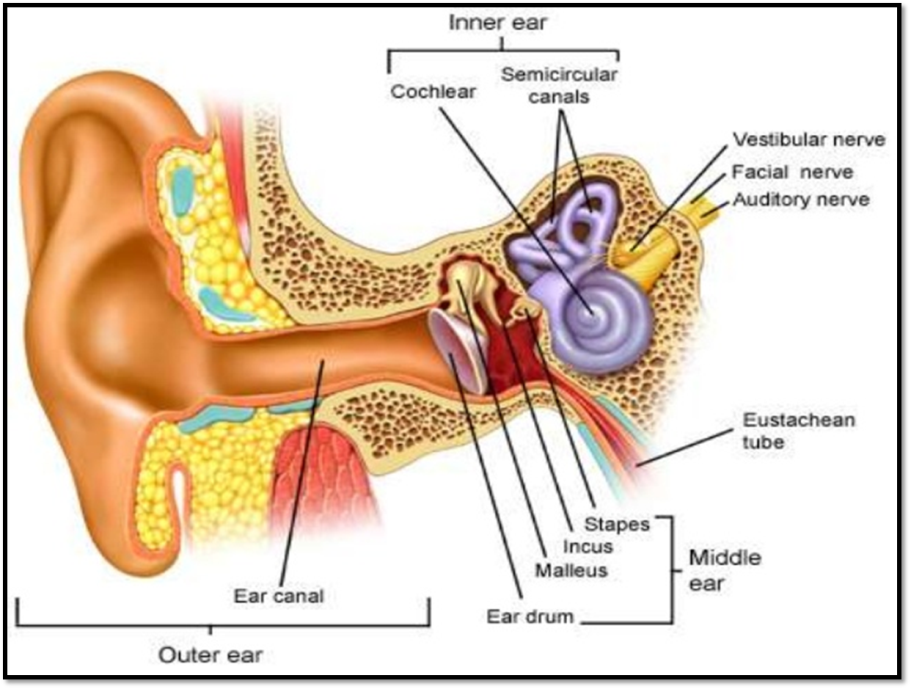 Inner ear
Cochlear
Semicircular
canals
Vestibular nerve
Facial nerve
Auditory nerve
Eustachean
tube
Stapes
Incus
Malleus
Ear drum
Middle
ear
Ear canal
Outer ear